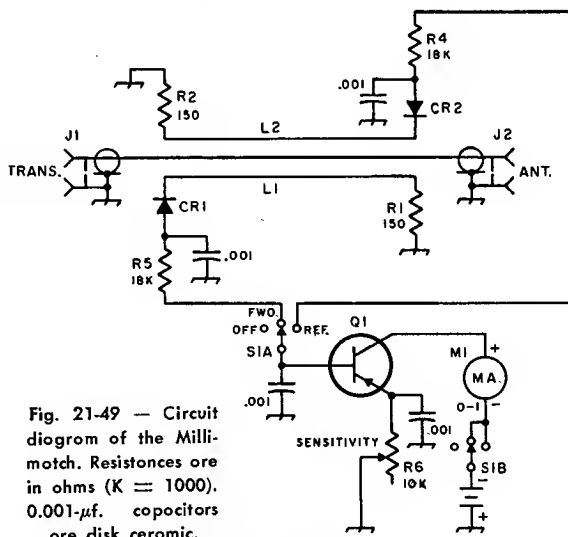 R4
18K
.001
CR2
R2
150
L2
J1
J2
TRANS.
ANT.
L1
CR1
R1
150
.001
R5
18K
FWD.
OFF
REF.
S1A
Q1
M1
+
MA.
0-1
-
.001
.001
SENSITIVITY
R6
10K
S1B
-
+
Fig. 21-49 — Circuit
diogrom of the Milli-
motch. Resistonces ore
in ohms (K = 1000).
0.001-μf. copocitors
ore disk ceromic.